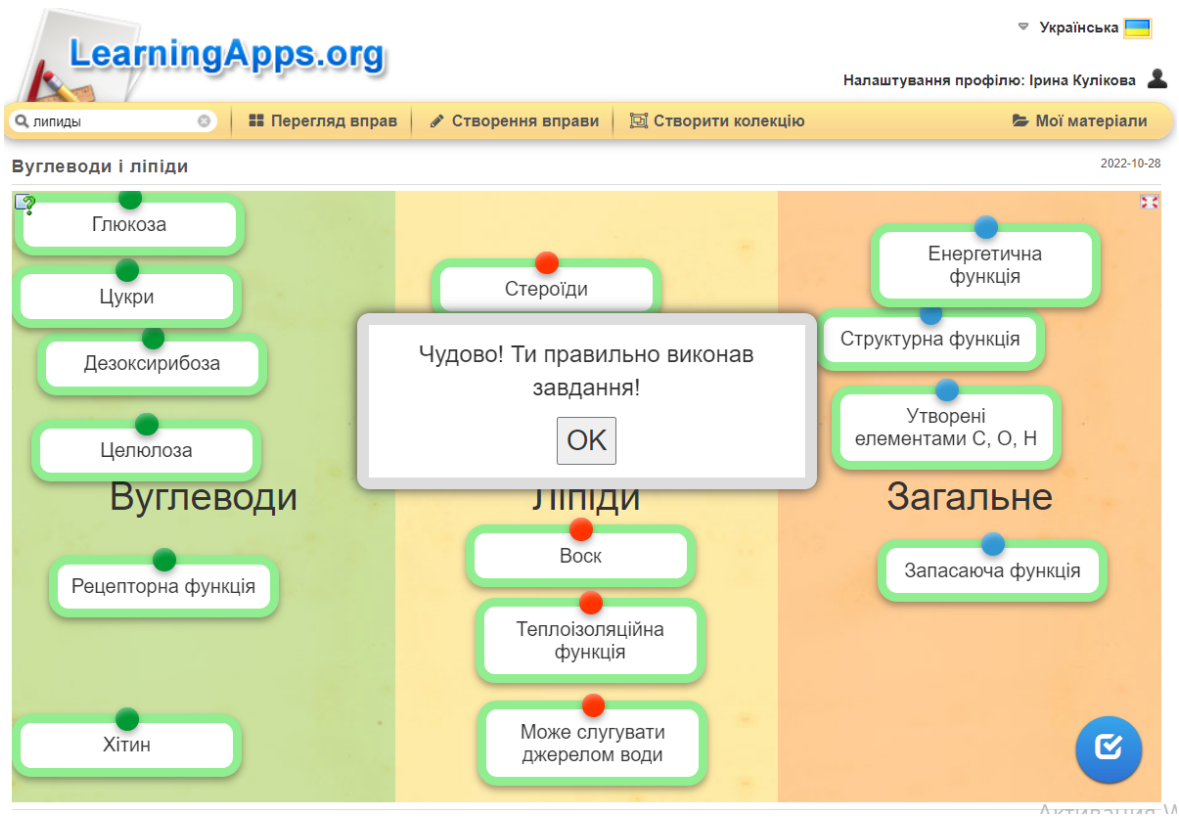 LearningApps.org
Українська
Налаштування профілю: Ірина Кулікова
липиды
Перегляд вправ
Створення вправи
Створити колекцію
Мої матеріали
Вуглеводи і ліпіди
2022-10-28
Глюкоза
Цукри
Дезоксирибоза
Целюлоза
Вуглеводи
Рецепторна функція
Хітин
Стероїди
Чудово! Ти правильно виконав
завдання!
OK
Ліпіди
Воск
Теплоізоляційна
функція
Може слугувати
джерелом води
Енергетична
функція
Структурна функція
Утворені
елементами С, О, Н
Загальне
Запасаюча функція
Активация W